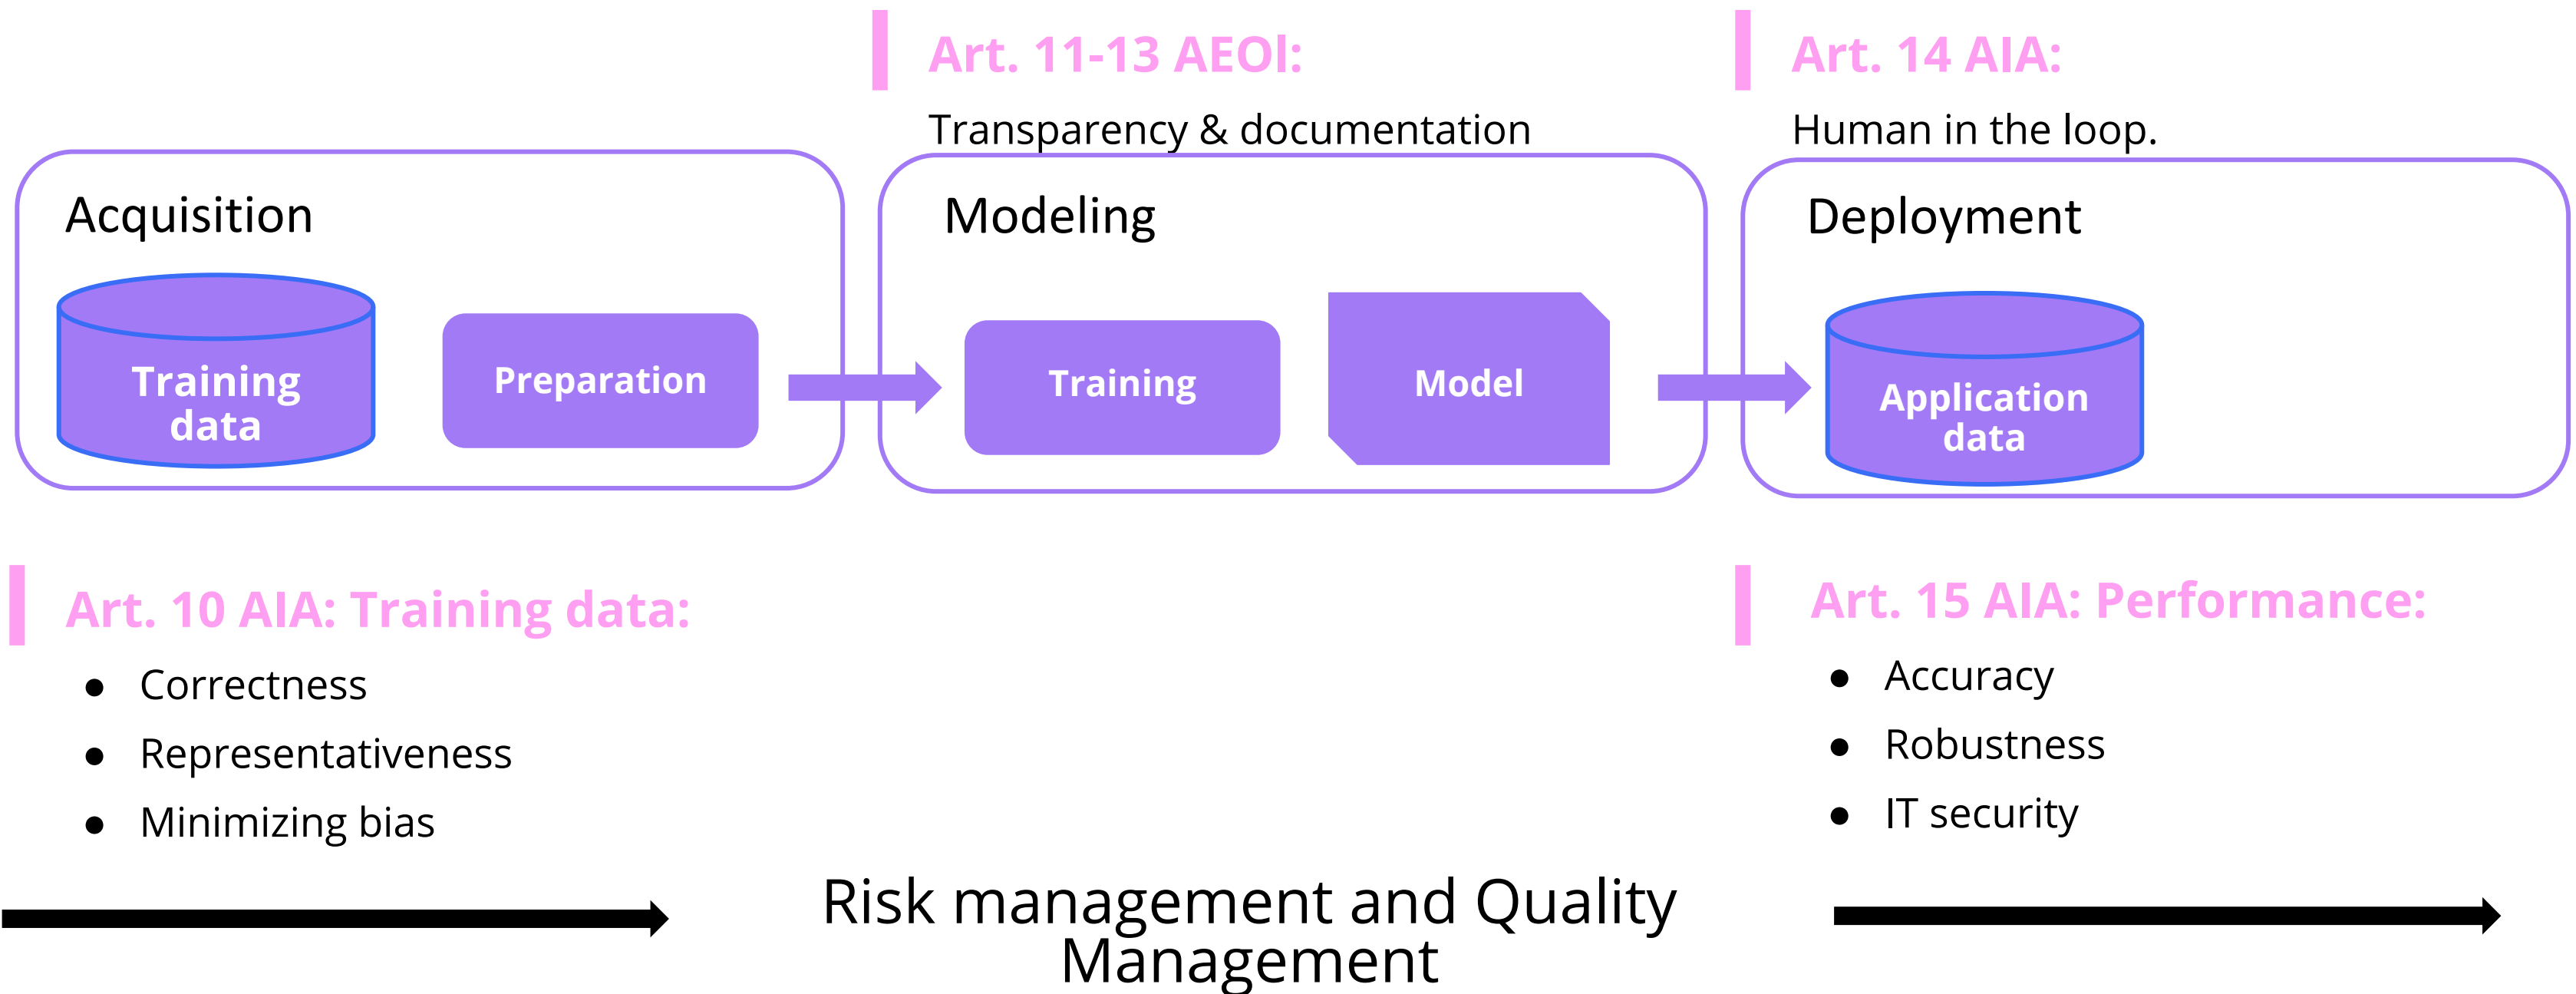 Art. 11-13 AEOI:
Transparency & documentation
Art. 14 AIA:
Human in the loop.
Acquisition
Training
data
Preparation
Modeling
Training
Model
Deployment
Application
data
Art. 10 AIA: Training data:
● Correctness
● Representativeness
● Minimizing bias
Art. 15 AIA: Performance:
● Accuracy
● Robustness
● IT security
Risk management and Quality
Management